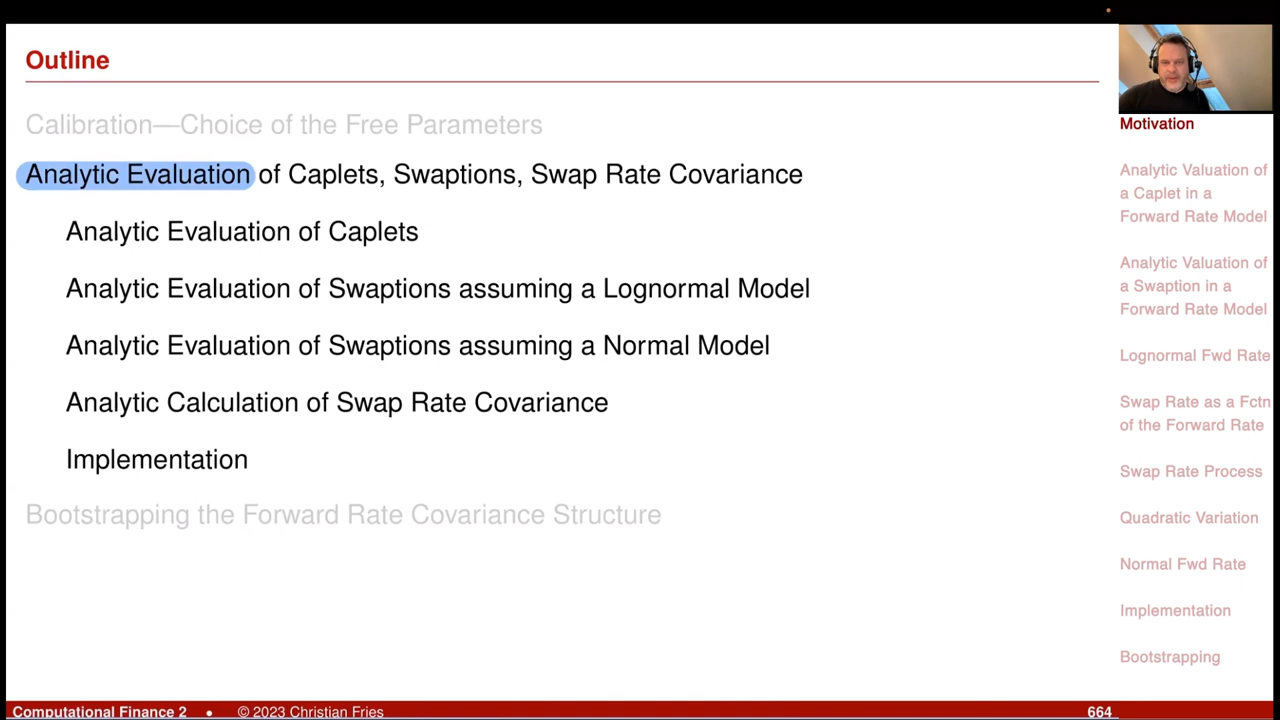 Outline
Calibration—Choice of the Free Parameters
Analytic Evaluation of Caplets, Swaptions, Swap Rate Covariance
Analytic Evaluation of Caplets
Analytic Evaluation of Swaptions assuming a Lognormal Model
Analytic Evaluation of Swaptions assuming a Normal Model
Analytic Calculation of Swap Rate Covariance
Implementation
Bootstrapping the Forward Rate Covariance Structure
Motivation
Analytic Valuation of
a Caplet in a
Forward Rate Model
Analytic Valuation of
a Swaption in a
Forward Rate Model
Lognormal Fwd Rate
Swap Rate as a Fctn
of the Forward Rate
Swap Rate Process
Quadratic Variation
Normal Fwd Rate
Implementation
Bootstrapping
Computational Finance 2 • © 2023 Christian Fries 664